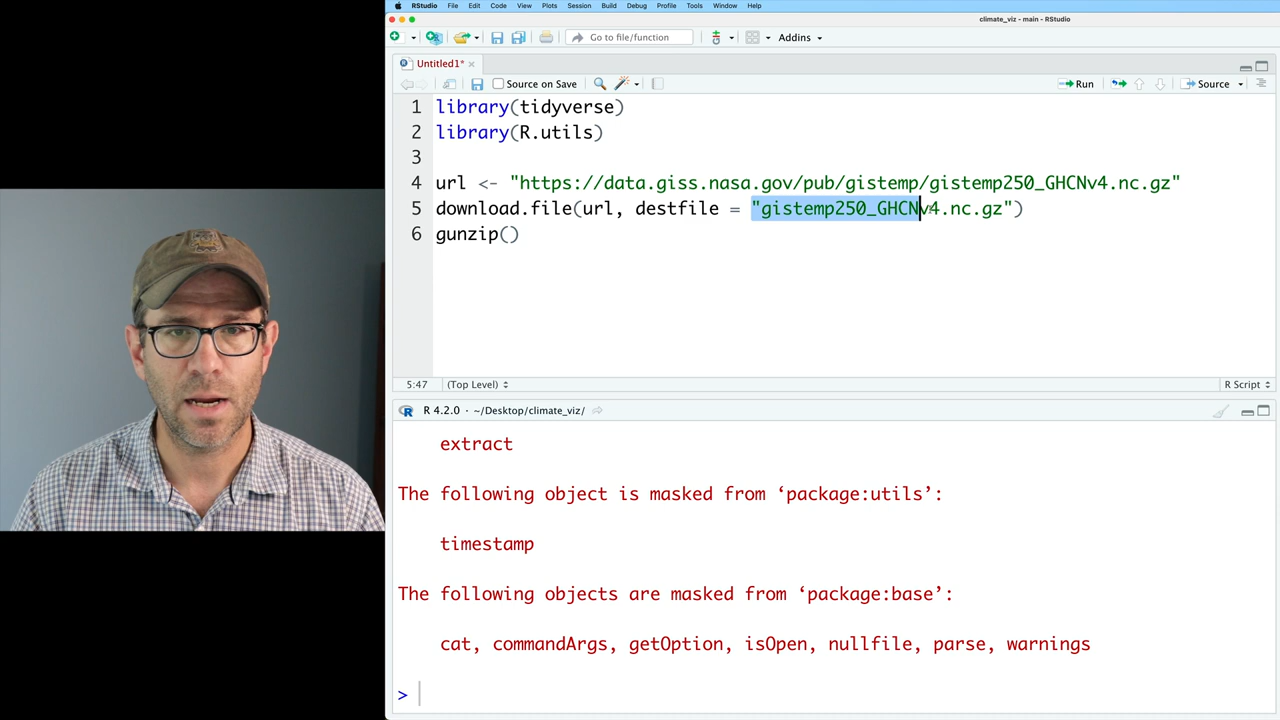 RStudio File Edit Code View Plots Session Build Debug Profile Tools Window Help
climate_viz - main - RStudio
Go to file/function Addins
Untitled1*
Source on Save Run Source
1 library(tidyverse)
2 library(R.utils)
3
4 url <- "https://data.giss.nasa.gov/pub/gistemp/gistemp250_GHCNv4.nc.gz"
5 download.file(url, destfile = "gistemp250_GHCNv4.nc.gz")
6 gunzip()
5:47 (Top Level) R Script
R 4.2.0 · ~/Desktop/climate_viz/
extract
The following object is masked from ‘package:utils’:
timestamp
The following objects are masked from ‘package:base’:
cat, commandArgs, getOption, isOpen, nullfile, parse, warnings
>